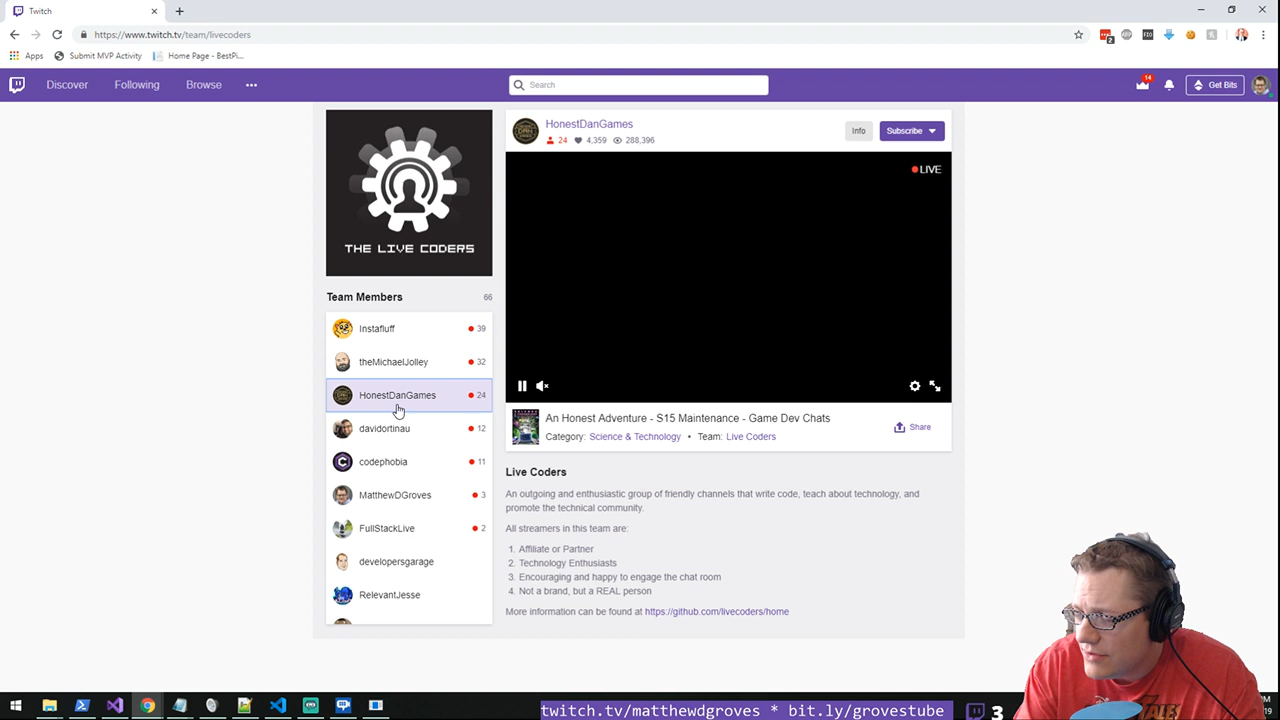 Twitch
https://www.twitch.tv/team/livecoders
Apps Submit MVP Activity Home Page - BestPi...
Discover Following Browse Search 14 Get Bits
THE LIVE CODERS
HonestDanGames
24 4,359 288,396
Info Subscribe
LIVE
Team Members 66
Instafluff 39
theMichaelJolley 32
HonestDanGames 24
davidortinau 12
codephobia 11
MatthewDGroves 3
FullStackLive 2
developersgarage
RelevantJesse
An Honest Adventure - S15 Maintenance - Game Dev Chats
Category: Science & Technology • Team: Live Coders
Share
Live Coders
An outgoing and enthusiastic group of friendly channels that write code, teach about technology, and
promote the technical community.
All streamers in this team are:
1. Affiliate or Partner
2. Technology Enthusiasts
3. Encouraging and happy to engage the chat room
4. Not a brand, but a REAL person
More information can be found at https://github.com/livecoders/home
twitch.tv/matthewdgroves * bit.ly/grovestube 3